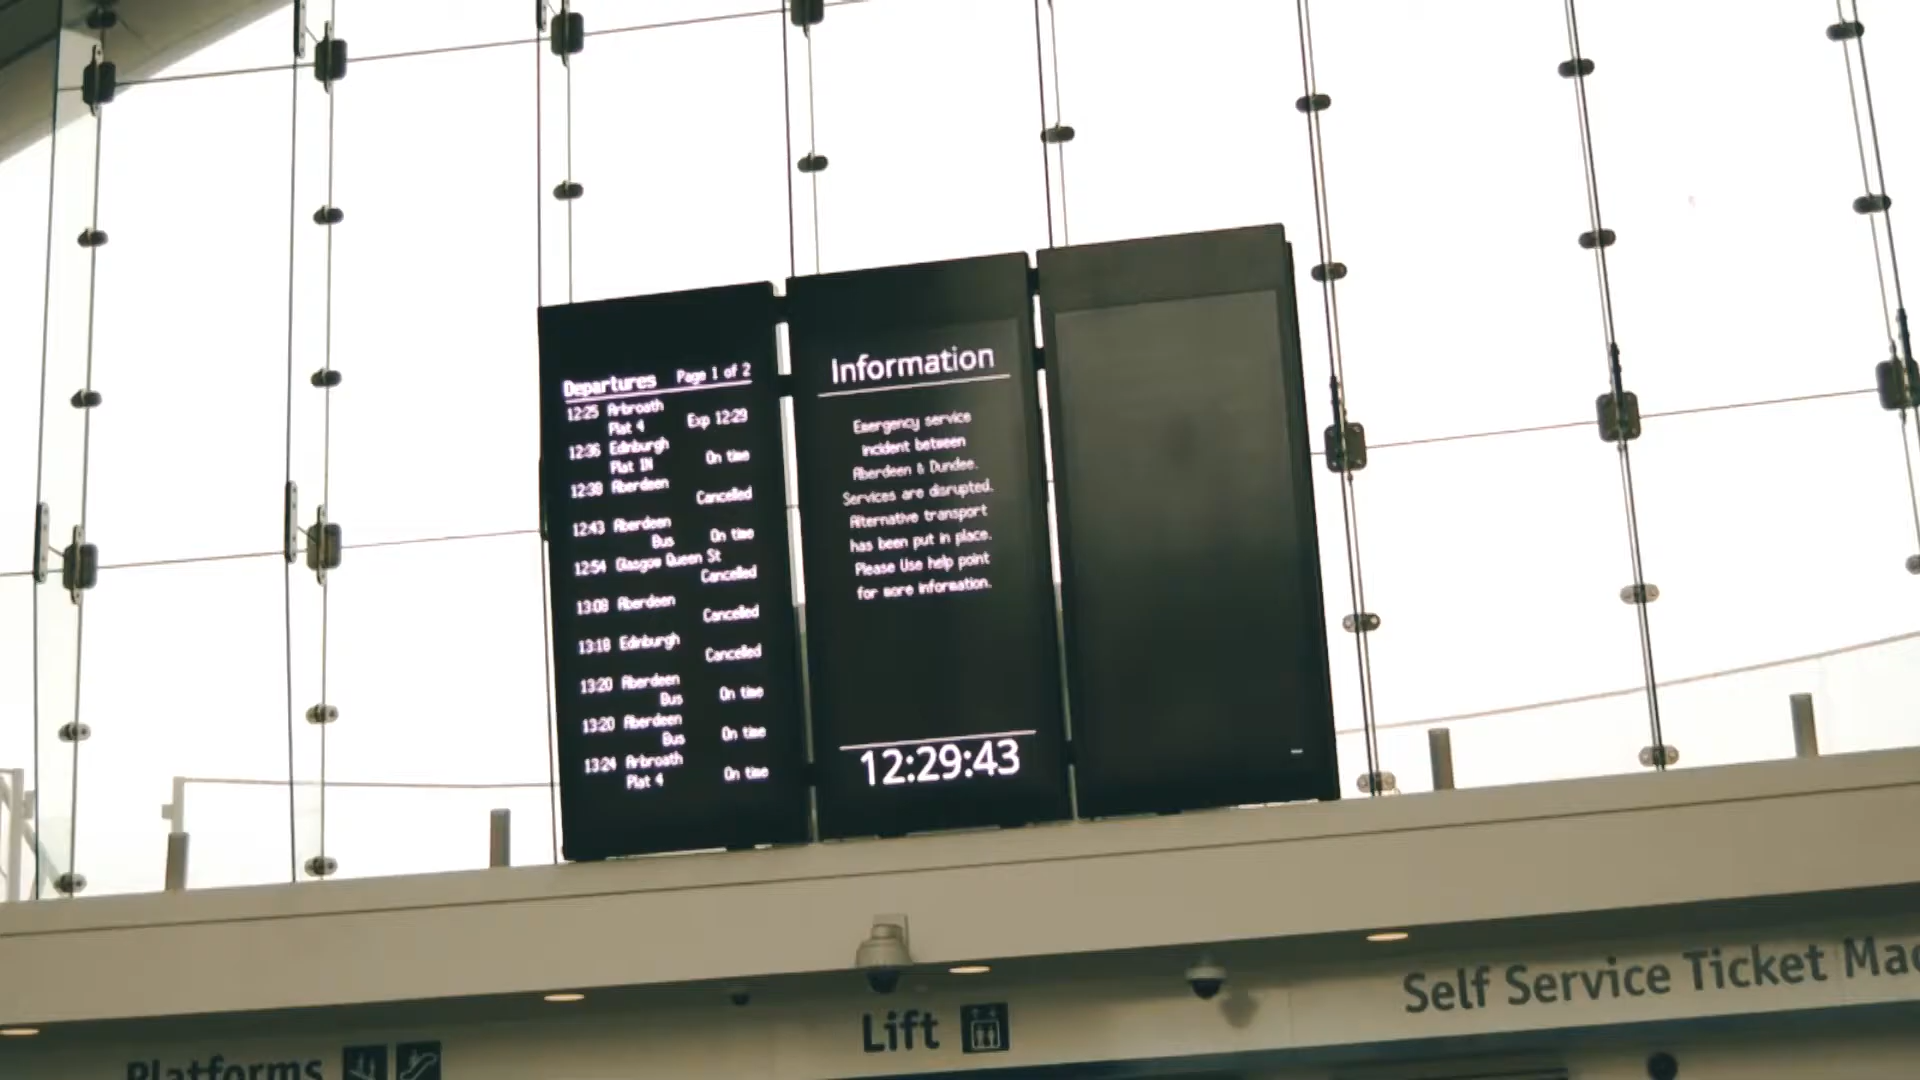 Departures Page 1 of 2
12:25 Arbroath
Plat 4 Exp 12:29
12:36 Edinburgh
Plat 1N On time
12:38 Aberdeen
Cancelled
12:43 Aberdeen
Bus On time
12:54 Glasgow Queen St
Cancelled
13:08 Aberdeen
Cancelled
13:18 Edinburgh
Cancelled
13:20 Aberdeen
Bus On time
13:20 Aberdeen
Bus On time
13:24 Arbroath
Plat 4 On time
Information
Emergency service
incident between
Aberdeen & Dundee.
Services are disrupted.
Alternative transport
has been put in place.
Please Use help point
for more information.
12:29:43
Self Service Ticket Mac
Lift
Platforms